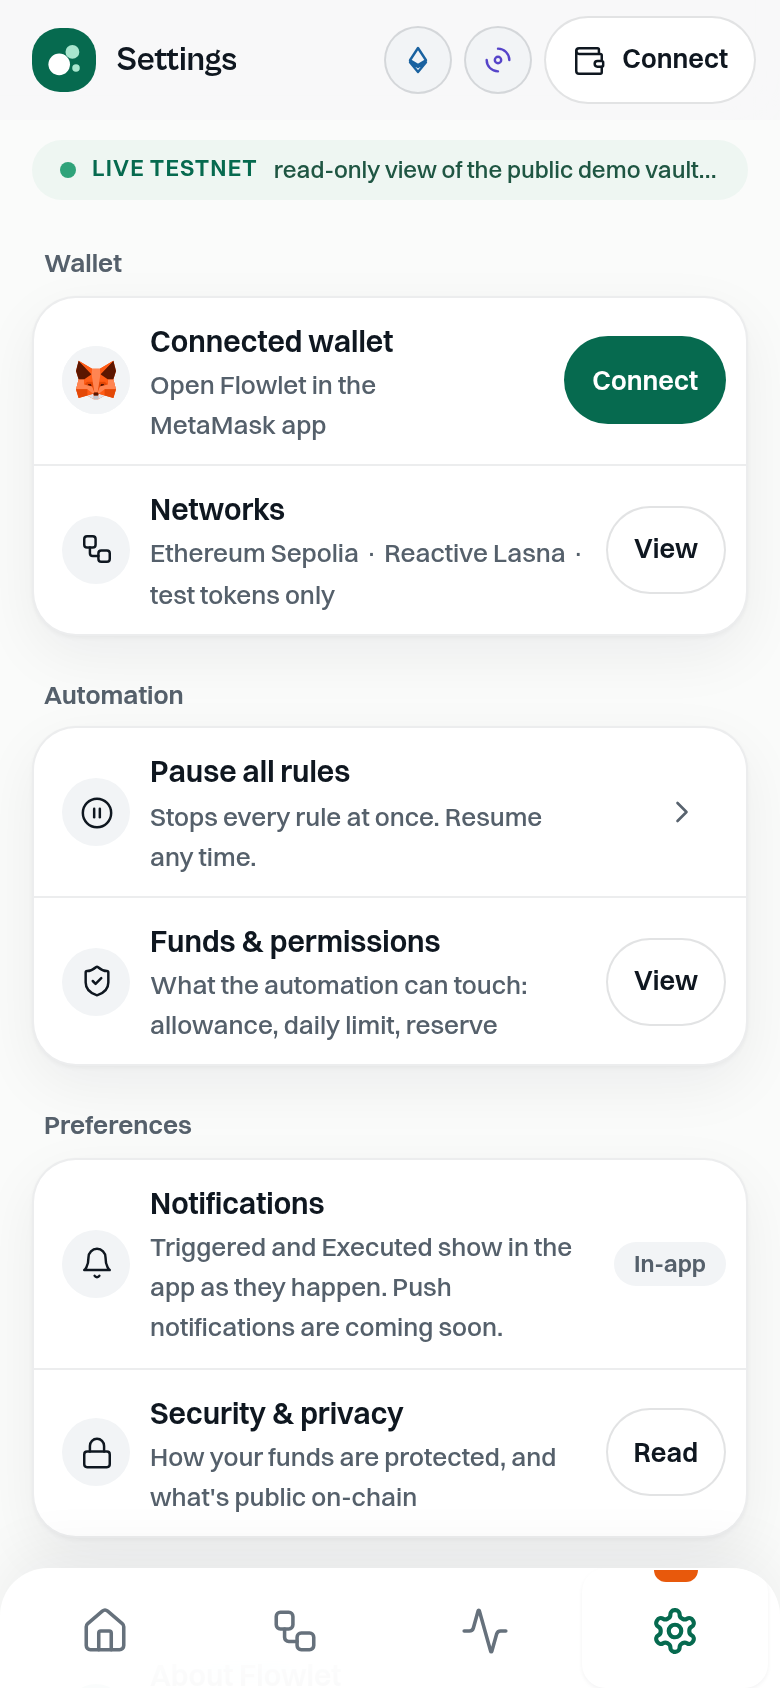 Settings
Connect
LIVE TESTNET read-only view of the public demo vault...
Wallet
Connected wallet
Open Flowlet in the
MetaMask app
Connect
Networks
Ethereum Sepolia · Reactive Lasna ·
test tokens only
View
Automation
Pause all rules
Stops every rule at once. Resume
any time.
Funds & permissions
What the automation can touch:
allowance, daily limit, reserve
View
Preferences
Notifications
Triggered and Executed show in the
app as they happen. Push
notifications are coming soon.
In-app
Security & privacy
How your funds are protected, and
what's public on-chain
Read
About Flowlet